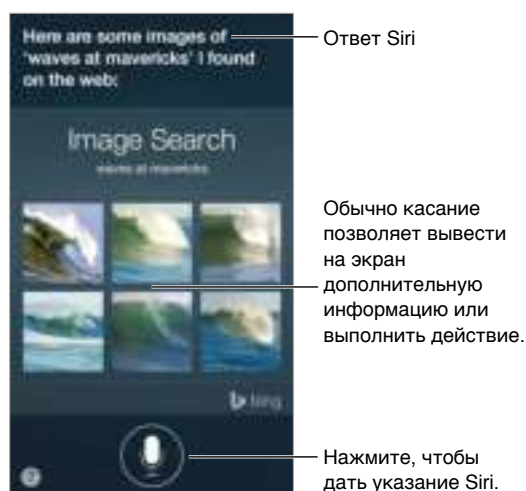 Here are some images of
'waves at mavericks' I found
on the web:
Ответ Siri
Image Search
waves at mavericks
Обычно касание
позволяет вывести
на экран
дополнительную
информацию или
выполнить действие.
bing
?
Нажмите, чтобы
дать указание Siri.